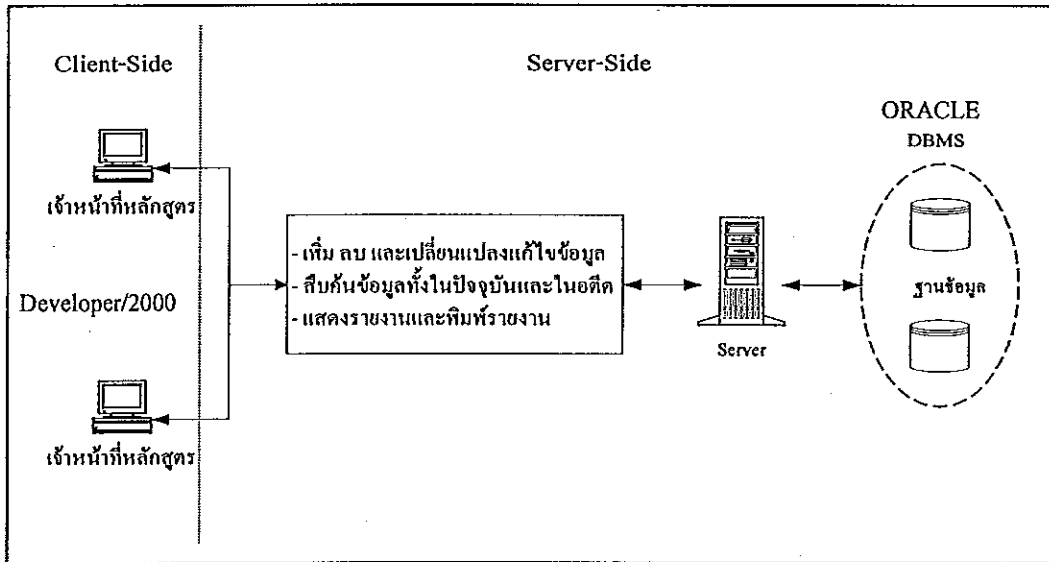 Client-Side
Server-Side
ORACLE
DBMS
เจ้าหน้าที่หลักสูตร
Developer/2000
- เพิ่ม ลบ และเปลี่ยนแปลงแก้ไขข้อมูล
- สืบค้นข้อมูลทั้งในปัจจุบันและในอดีต
- แสดงรายงานและพิมพ์รายงาน
Server
ฐานข้อมูล
เจ้าหน้าที่หลักสูตร